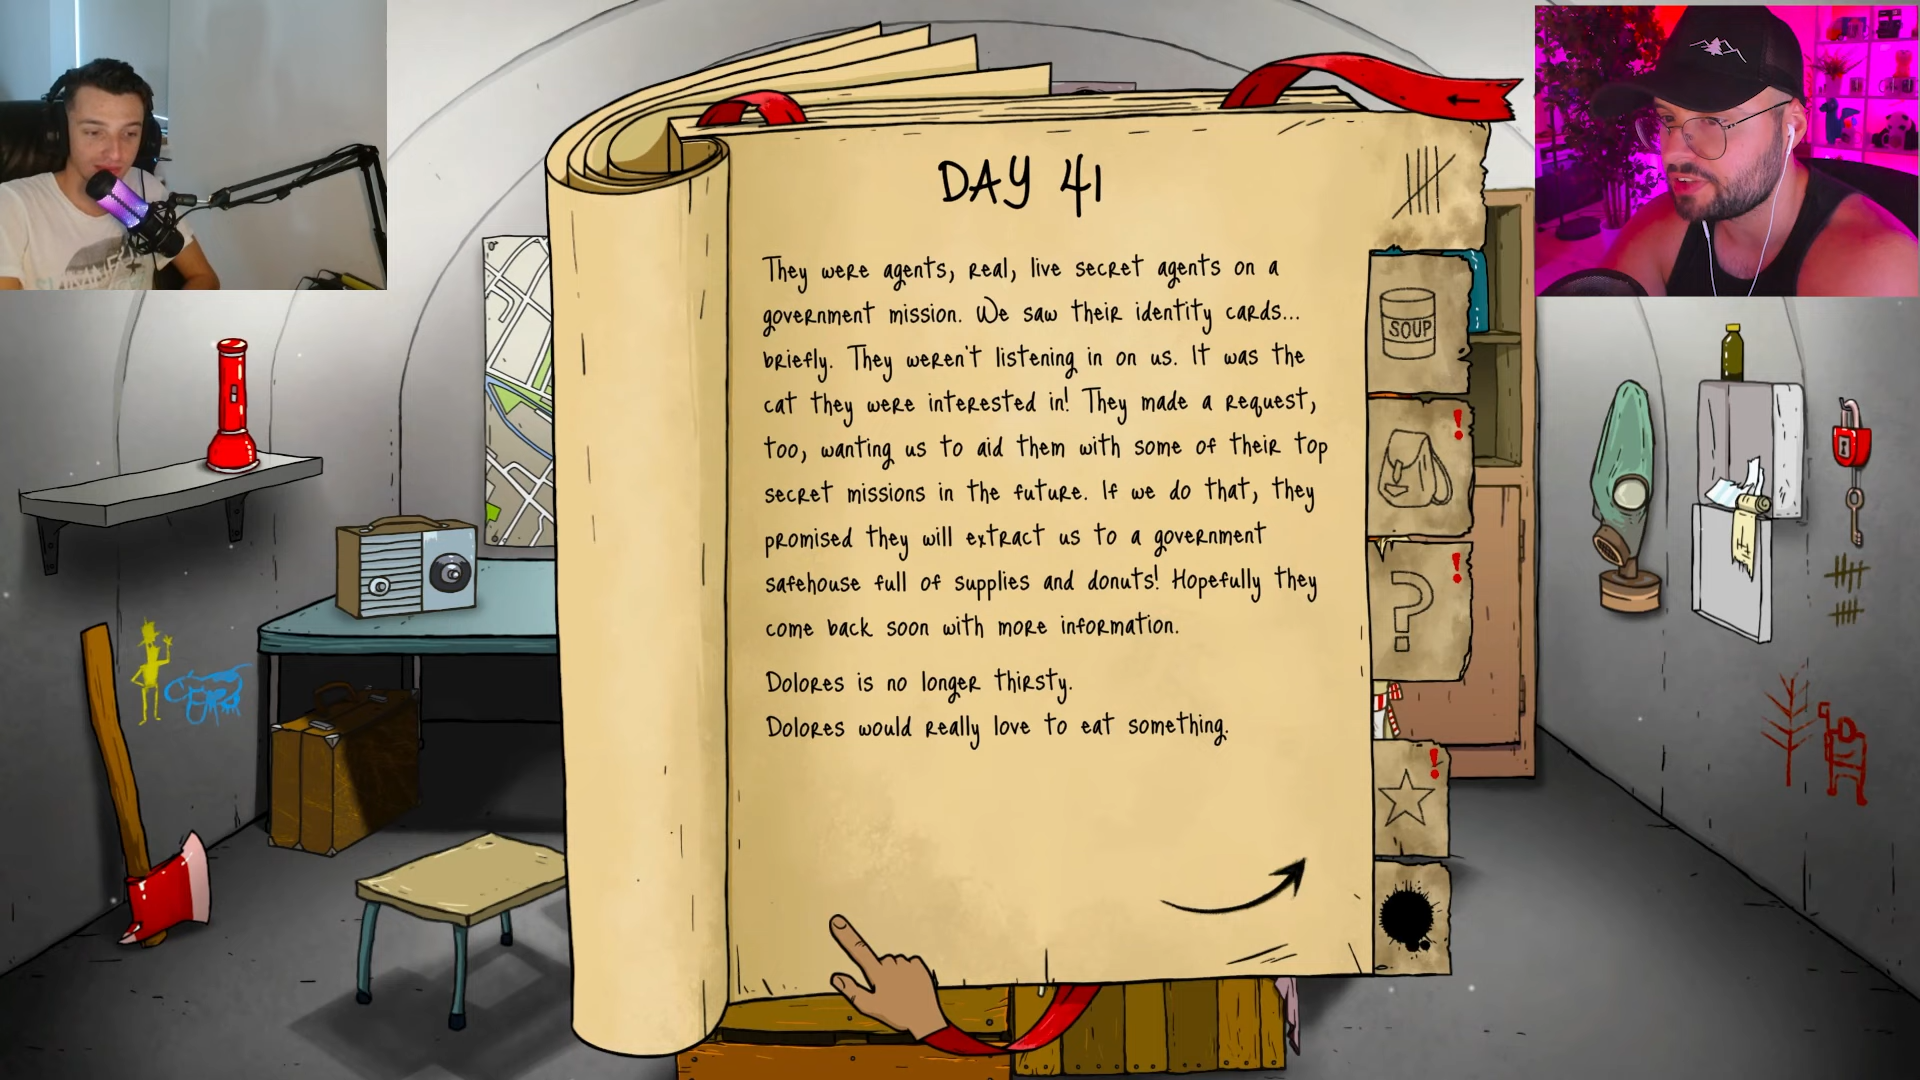 DAY 41
They were agents, real, live secret agents on a
government mission. We saw their identity cards...
briefly. They weren't listening in on us. It was the
cat they were interested in! They made a request,
too, wanting us to aid them with some of their top
secret missions in the future. If we do that, they
promised they will extract us to a government
safehouse full of supplies and donuts! Hopefully they
come back soon with more information.
Dolores is no longer thirsty.
Dolores would really love to eat something.
SOUP
!
!
?
!